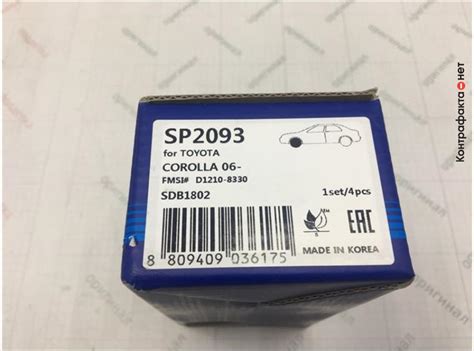 SP2093
for TOYOTA
COROLLA 06-
FMSI# D1210-8330
SDB1802
1set/4pcs
EAC
MADE IN KOREA
8 809409 036175
Контрафакта нет
оригинал